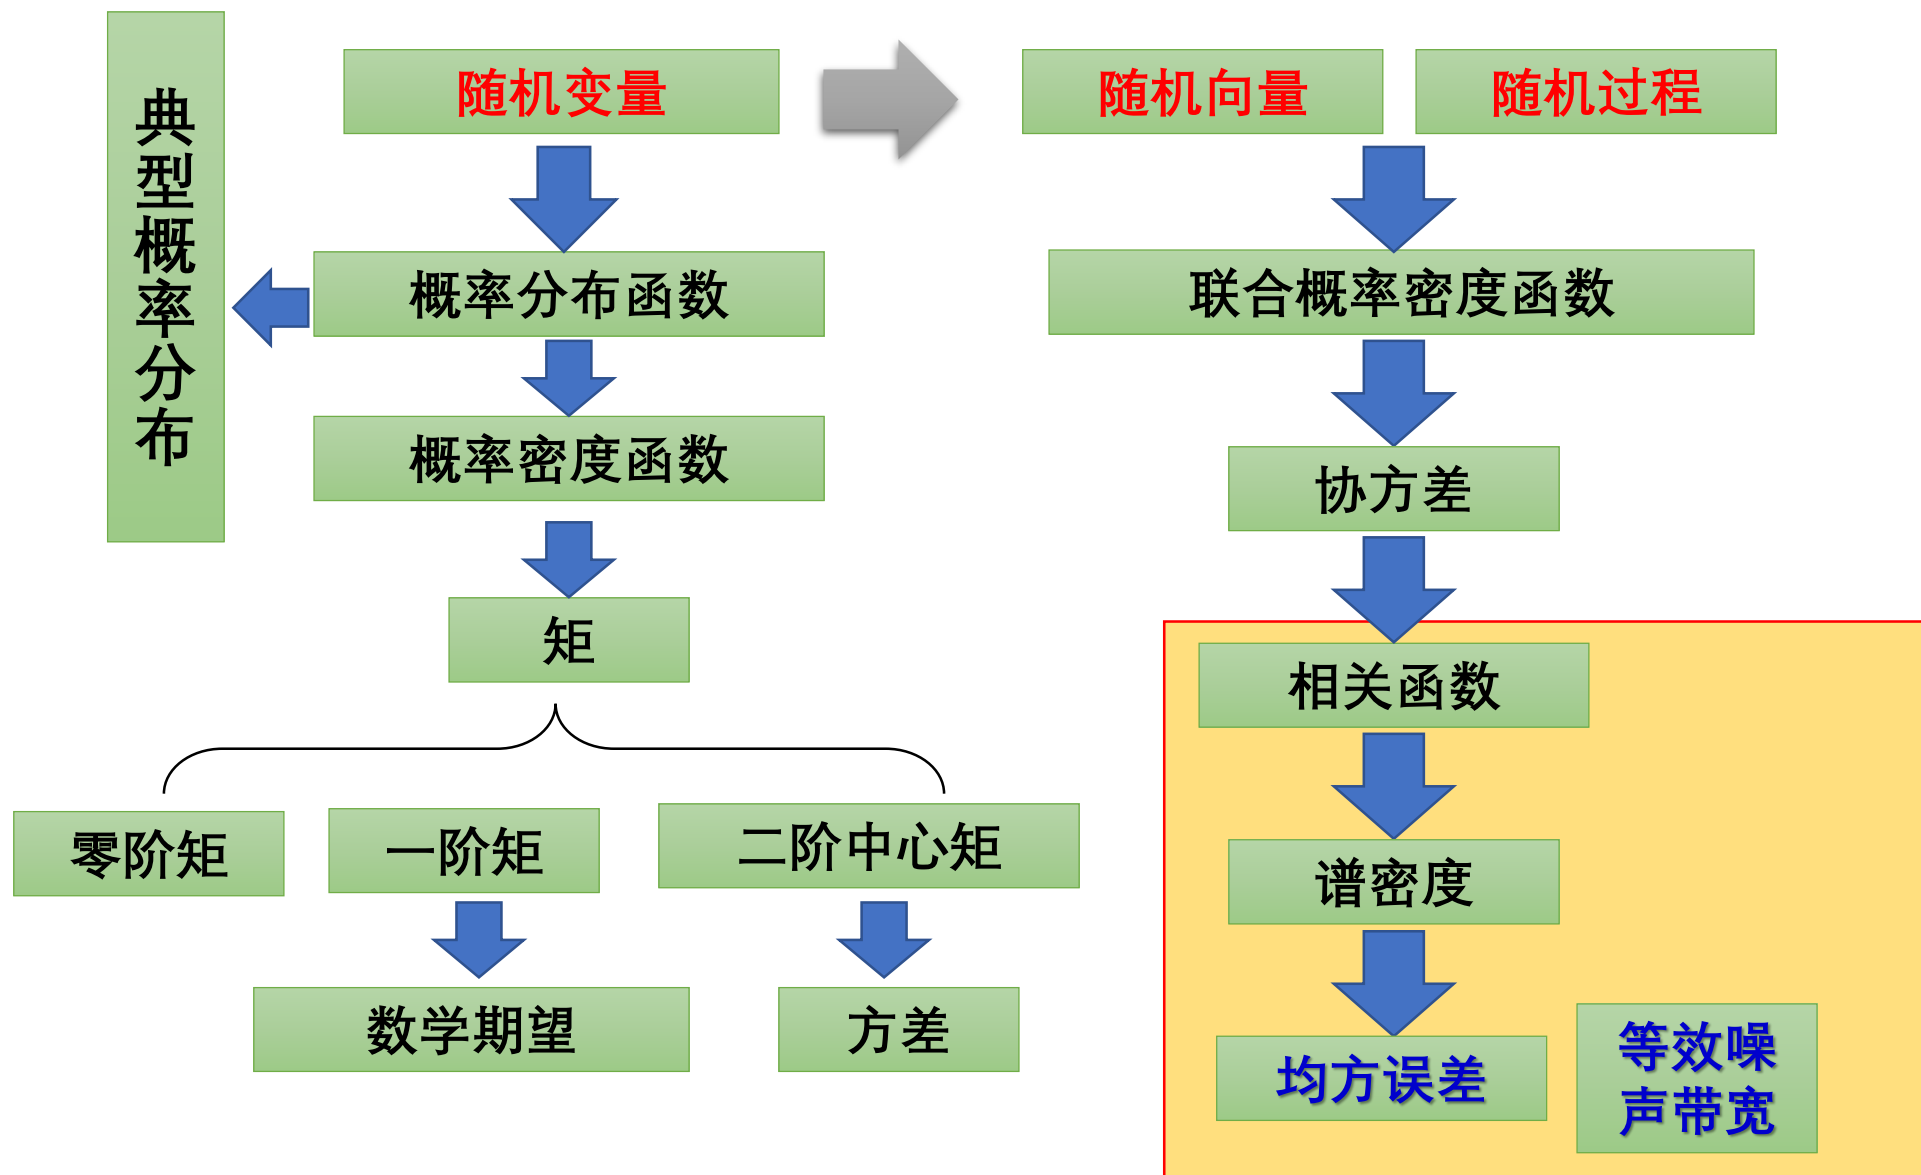 典型概率分布
随机变量
随机向量
随机过程
概率分布函数
联合概率密度函数
概率密度函数
协方差
矩
相关函数
零阶矩
一阶矩
二阶中心矩
谱密度
数学期望
方差
均方误差
等效噪
声带宽